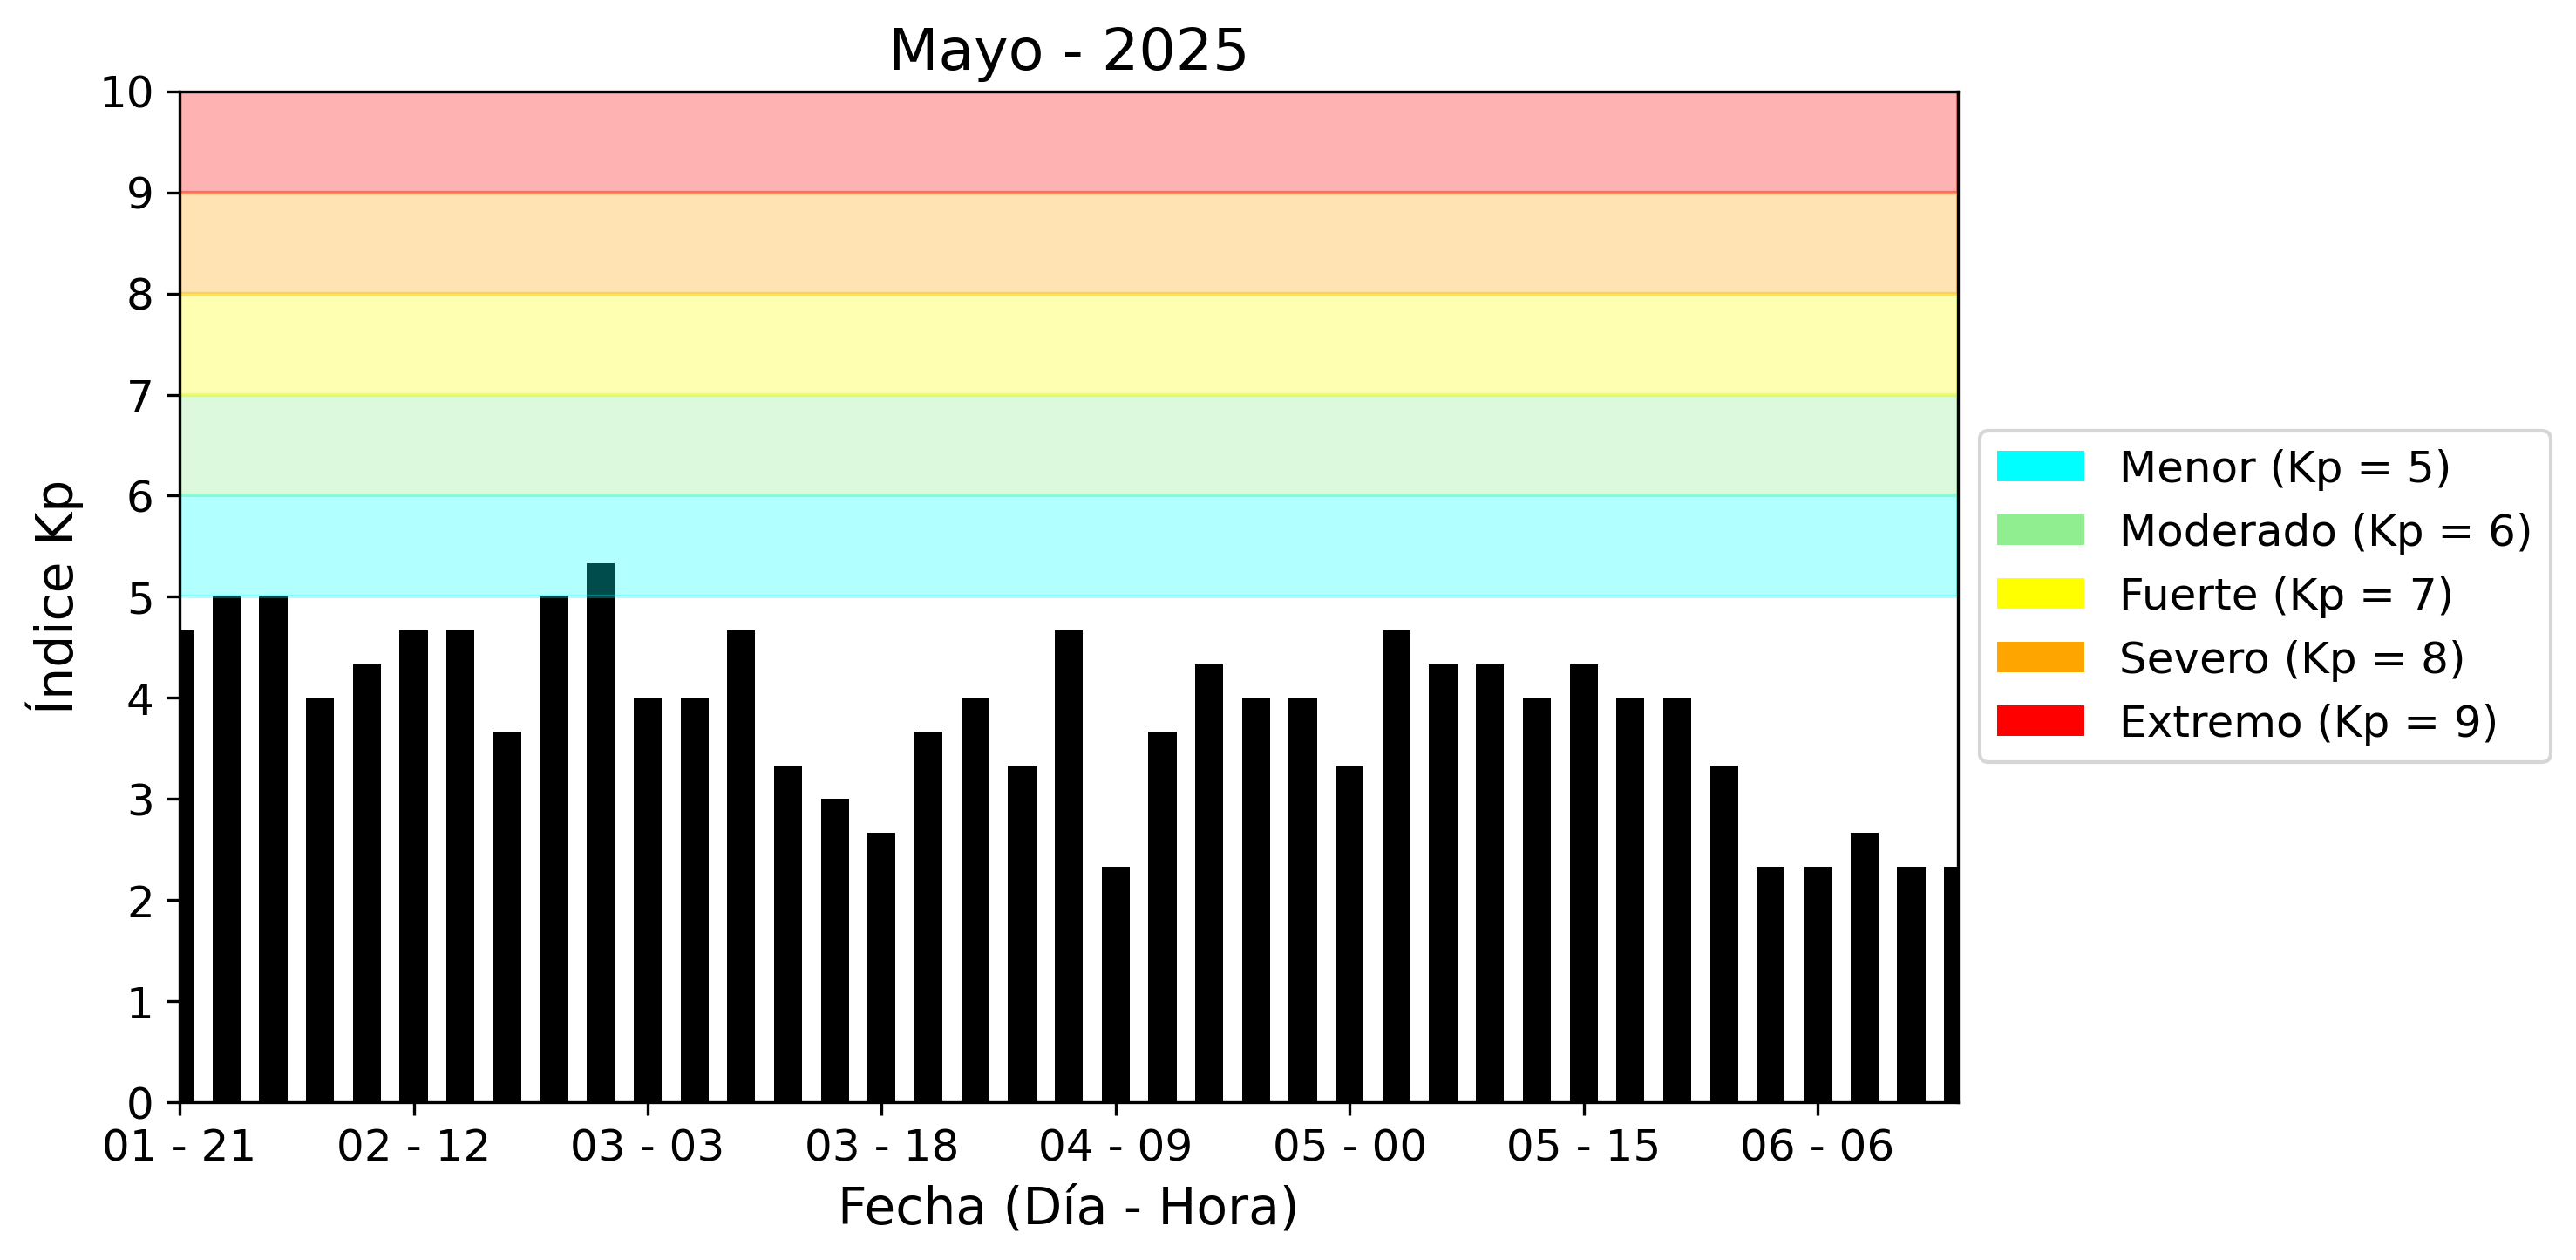 Mayo - 2025
10
9
8
7
6
5
4
3
2
1
0
Índice Kp
01 - 21
02 - 12
03 - 03
03 - 18
04 - 09
05 - 00
05 - 15
06 - 06
Fecha (Día - Hora)
Menor (Kp = 5)
Moderado (Kp = 6)
Fuerte (Kp = 7)
Severo (Kp = 8)
Extremo (Kp = 9)